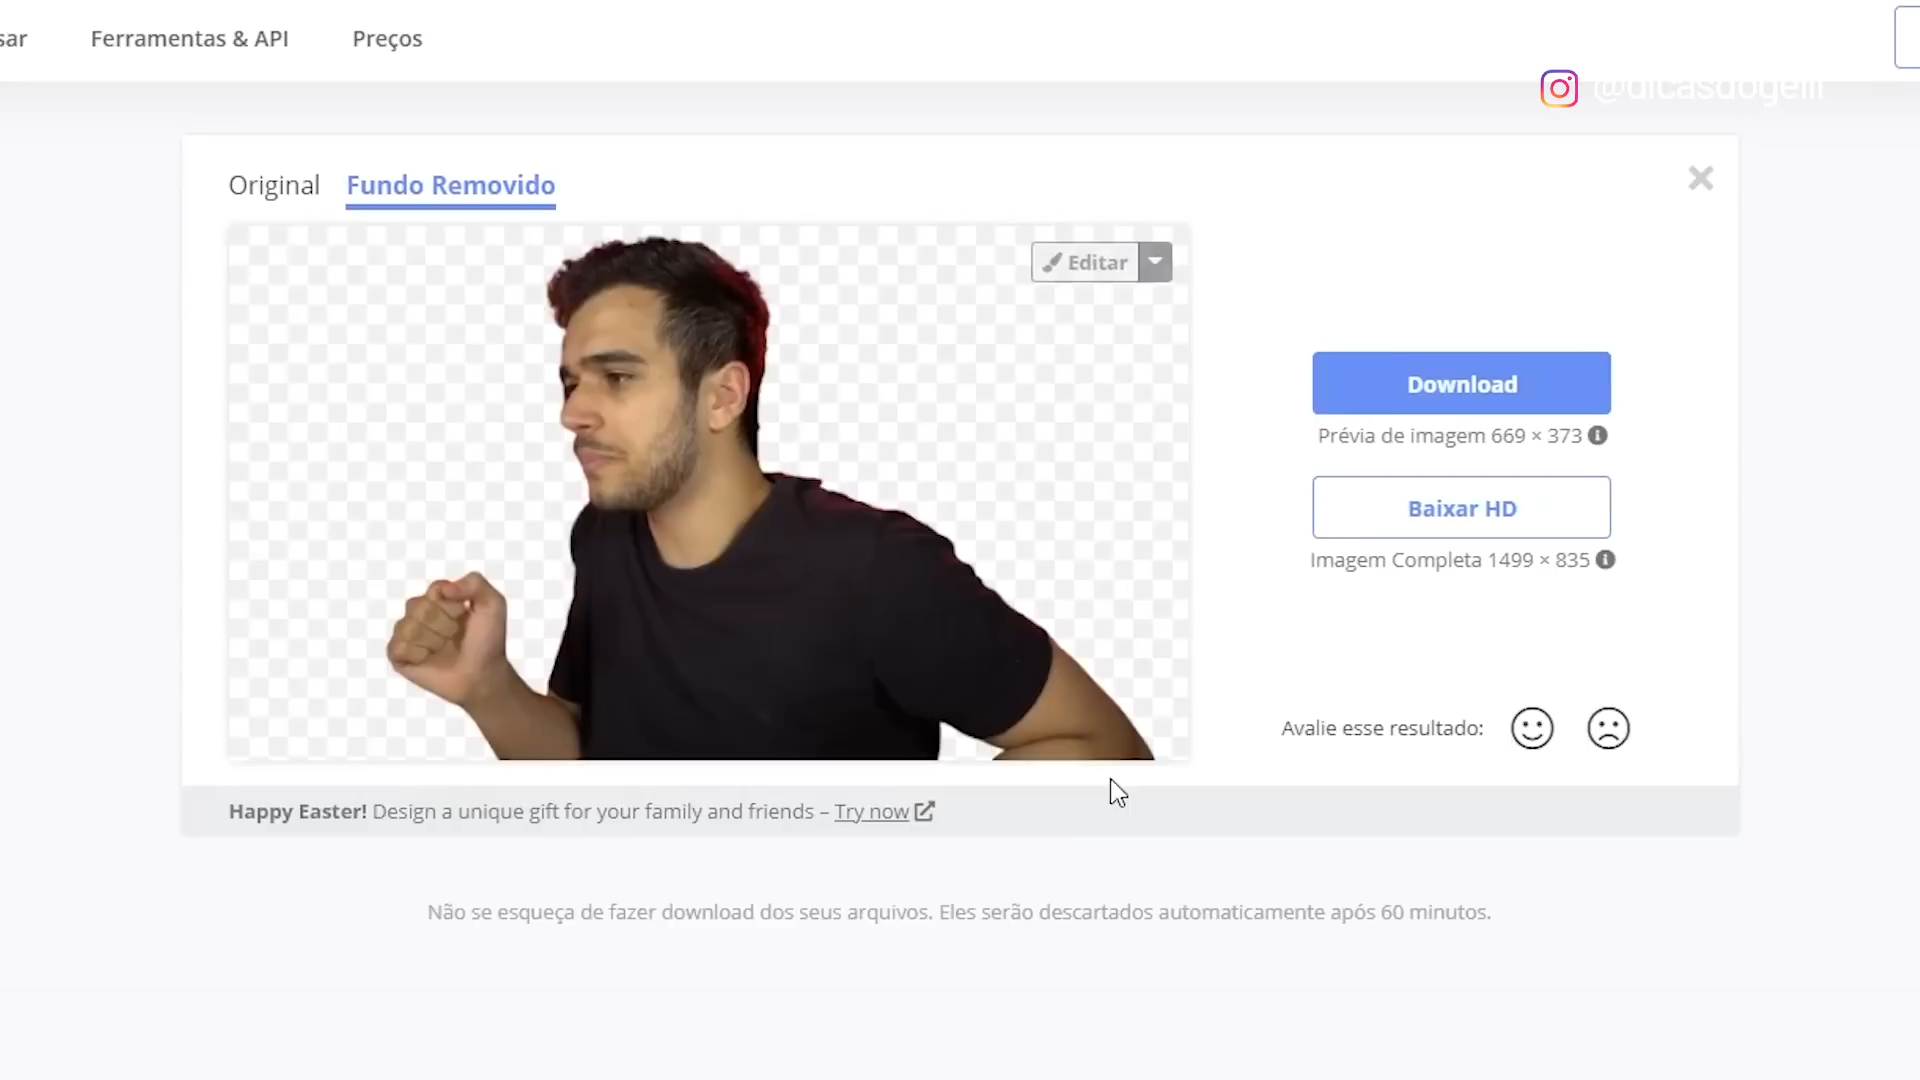 sar Ferramentas & API Preços
@dicasdogelli
Original Fundo Removido
Editar
Download
Prévia de imagem 669 × 373
Baixar HD
Imagem Completa 1499 × 835
Avalie esse resultado:
Happy Easter! Design a unique gift for your family and friends – Try now
Não se esqueça de fazer download dos seus arquivos. Eles serão descartados automaticamente após 60 minutos.